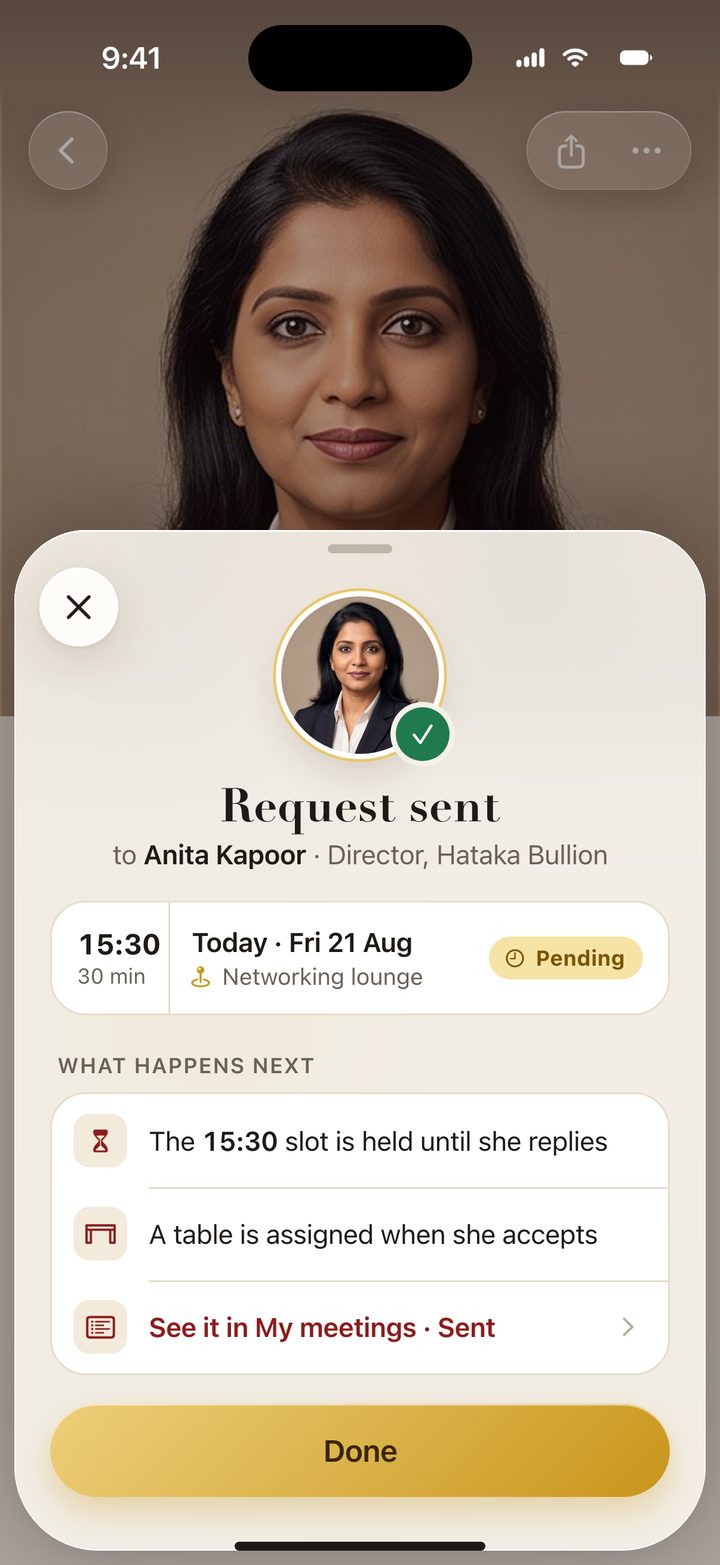 9:41
Request sent
to Anita Kapoor · Director, Hataka Bullion
15:30
30 min
Today · Fri 21 Aug
Networking lounge
Pending
WHAT HAPPENS NEXT
The 15:30 slot is held until she replies
A table is assigned when she accepts
See it in My meetings · Sent
Done